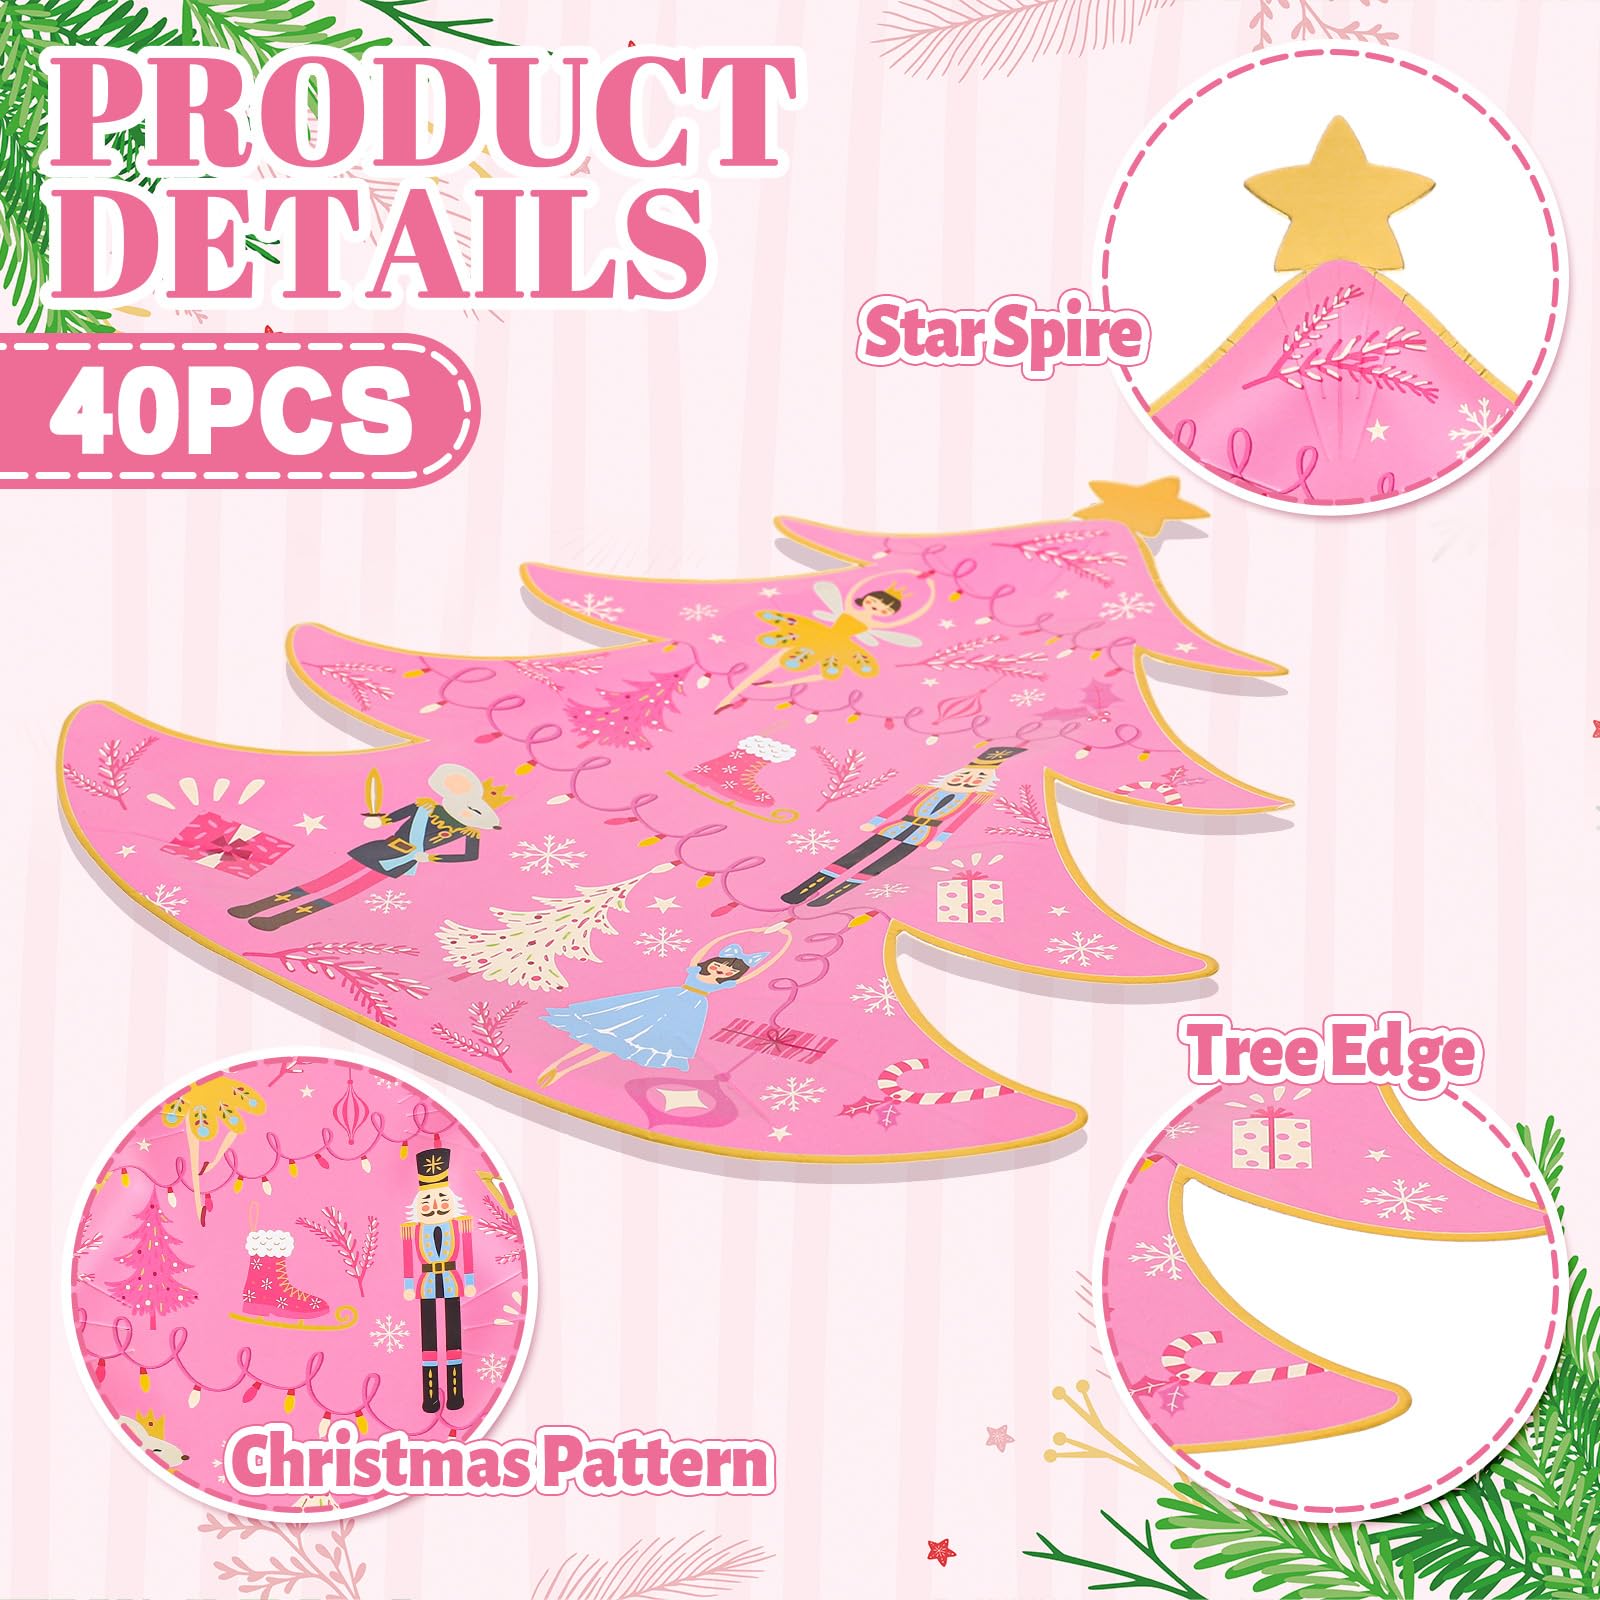 PRODUCT
DETAILS
40PCS
Star Spire
Tree Edge
Christmas Pattern